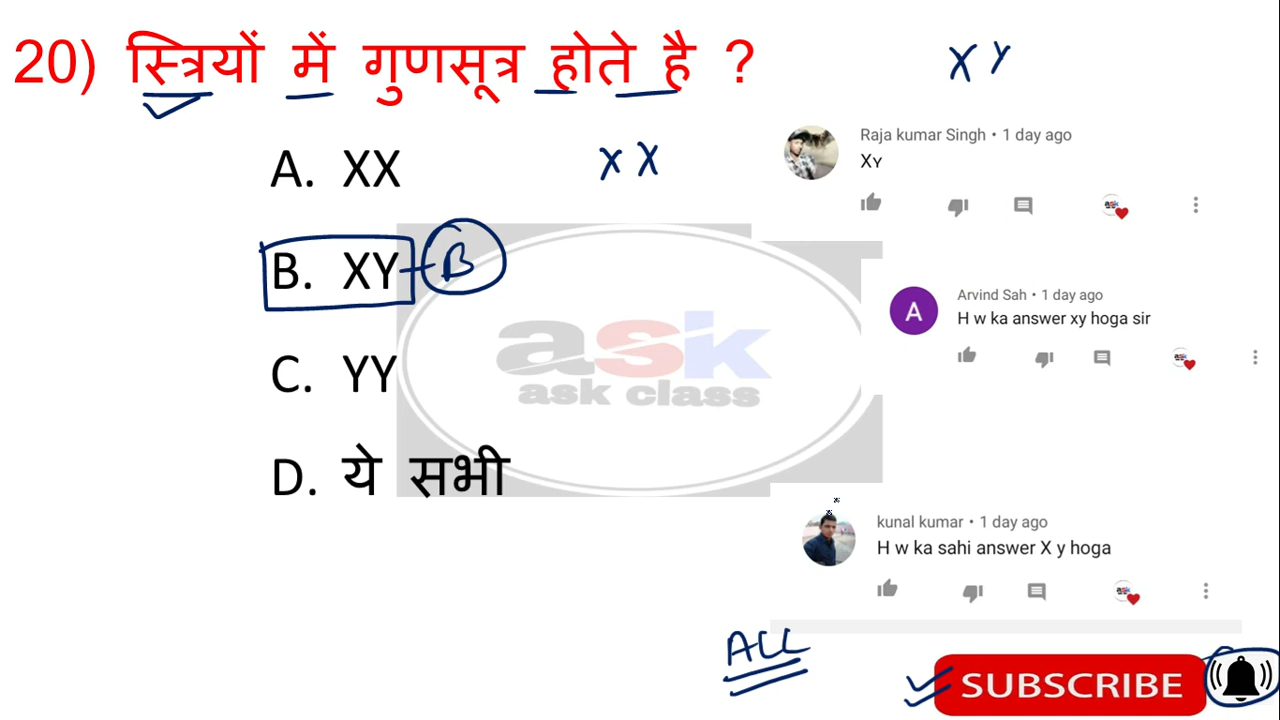 20) स्त्रियों में गुणसूत्र होते है ?
X Y
A. XX
X X
B. XY
B
C. YY
D. ये सभी
ask
ask class
Raja kumar Singh • 1 day ago
XY
Arvind Sah • 1 day ago
A
H w ka answer xy hoga sir
kunal kumar • 1 day ago
H w ka sahi answer X y hoga
ALL
SUBSCRIBE